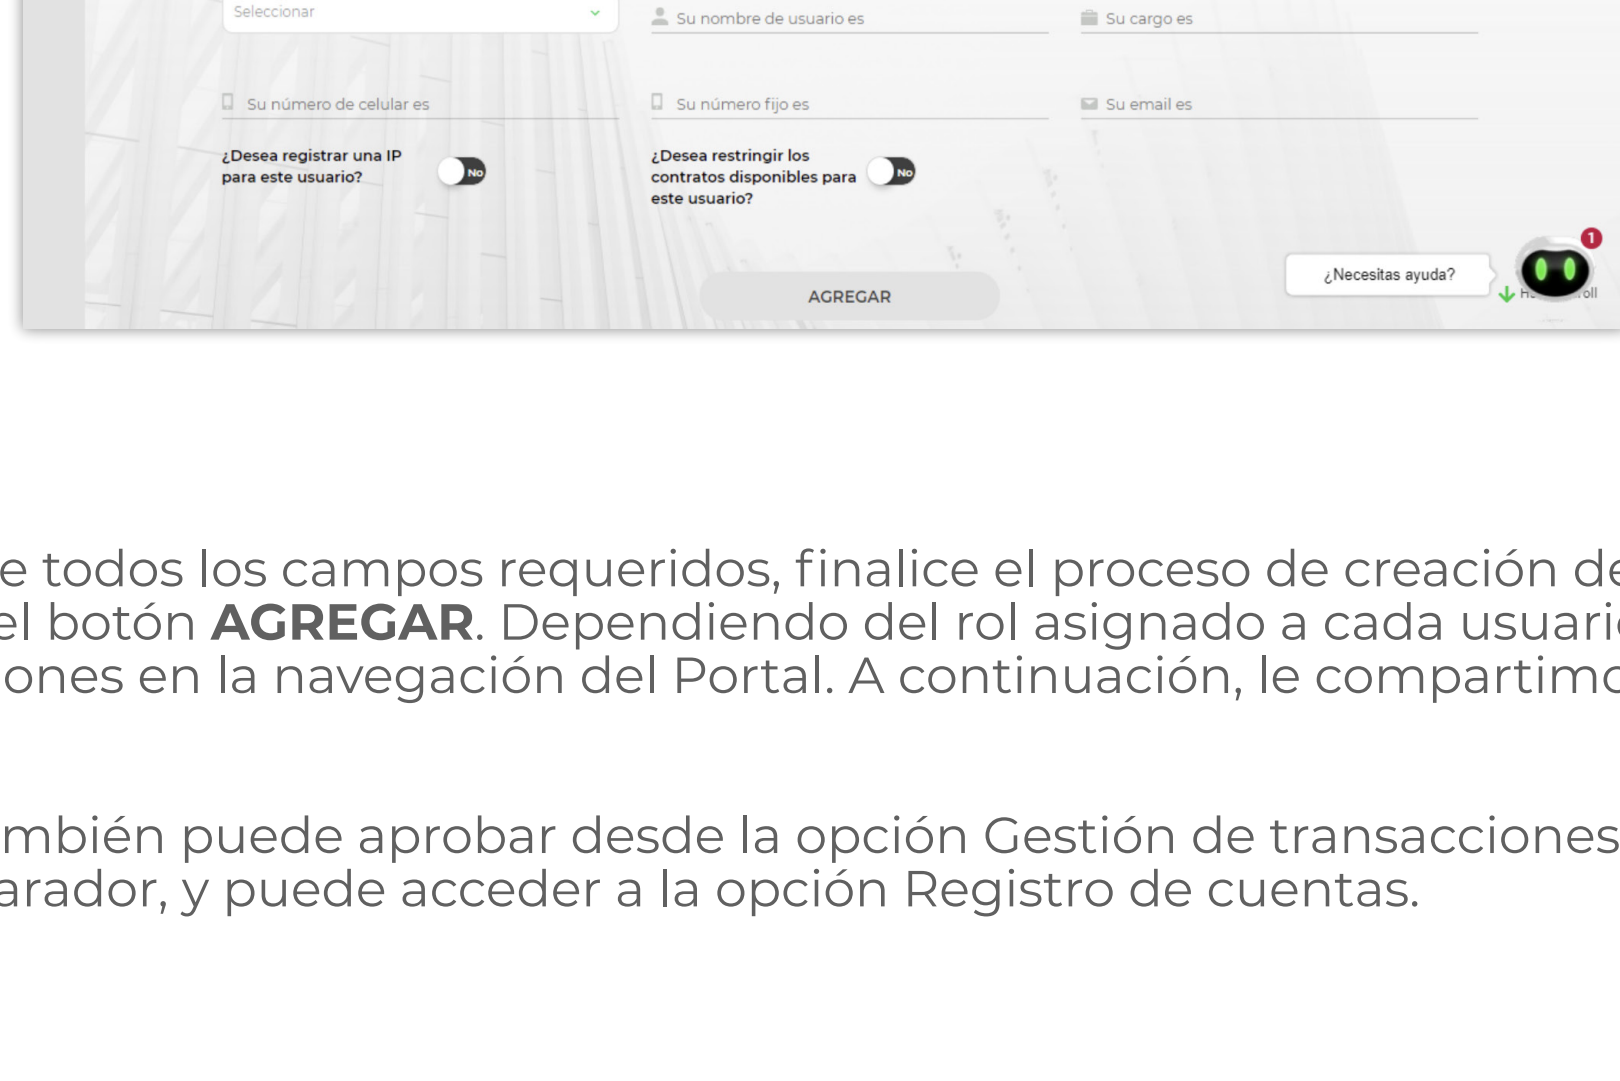 Seleccionar
Su nombre de usuario es
Su cargo es
Su número de celular es
Su número fijo es
Su email es
¿Desea registrar una IP
para este usuario?
No
¿Desea restringir los
contratos disponibles para
este usuario?
No
1
¿Necesitas ayuda?
AGREGAR
e todos los campos requeridos, finalice el proceso de creación de
el botón AGREGAR. Dependiendo del rol asignado a cada usuario
ones en la navegación del Portal. A continuación, le compartimo
mbién puede aprobar desde la opción Gestión de transacciones
arador, y puede acceder a la opción Registro de cuentas.